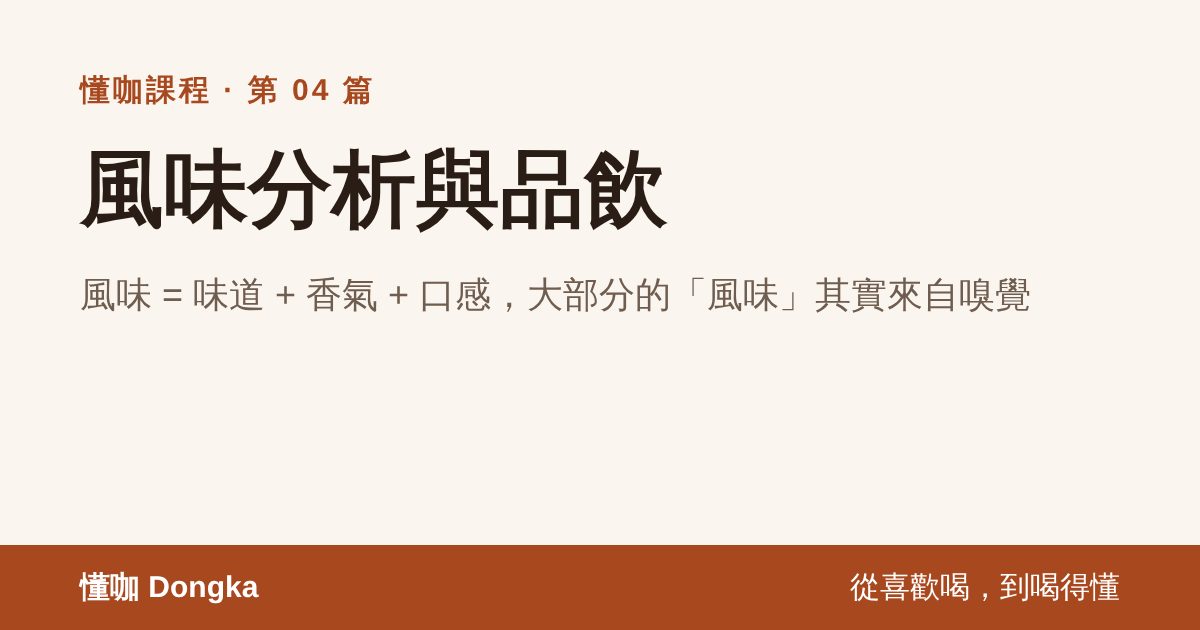 懂咖課程 · 第 04 篇
風味分析與品飲
風味 = 味道 + 香氣 + 口感，大部分的「風味」其實來自嗅覺
懂咖 Dongka
從喜歡喝，到喝得懂